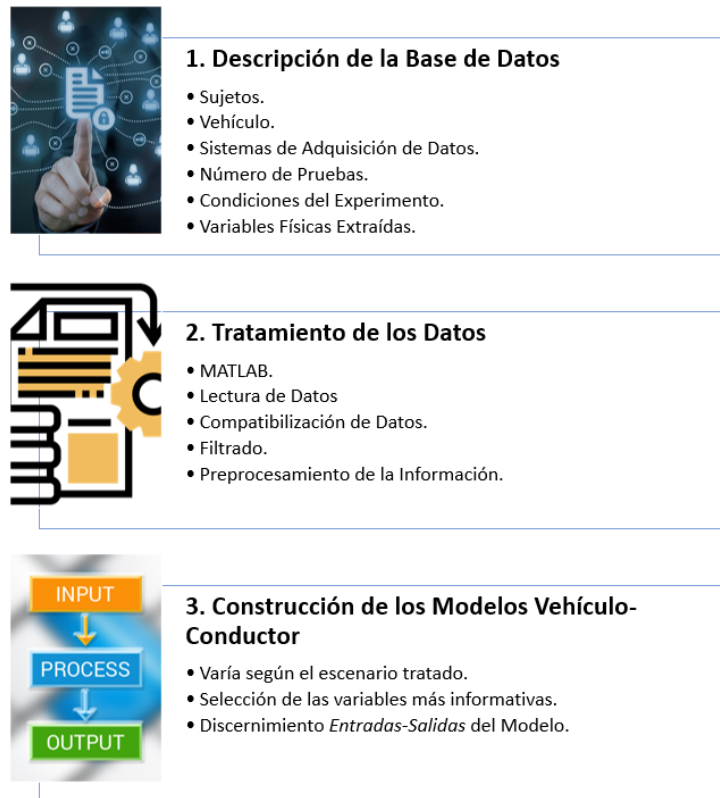 1. Descripción de la Base de Datos
• Sujetos.
• Vehículo.
• Sistemas de Adquisición de Datos.
• Número de Pruebas.
• Condiciones del Experimento.
• Variables Físicas Extraídas.
2. Tratamiento de los Datos
• MATLAB.
• Lectura de Datos
• Compatibilización de Datos.
• Filtrado.
• Preprocesamiento de la Información.
INPUT
PROCESS
OUTPUT
3. Construcción de los Modelos Vehículo-
Conductor
• Varía según el escenario tratado.
• Selección de las variables más informativas.
• Discernimiento Entradas-Salidas del Modelo.